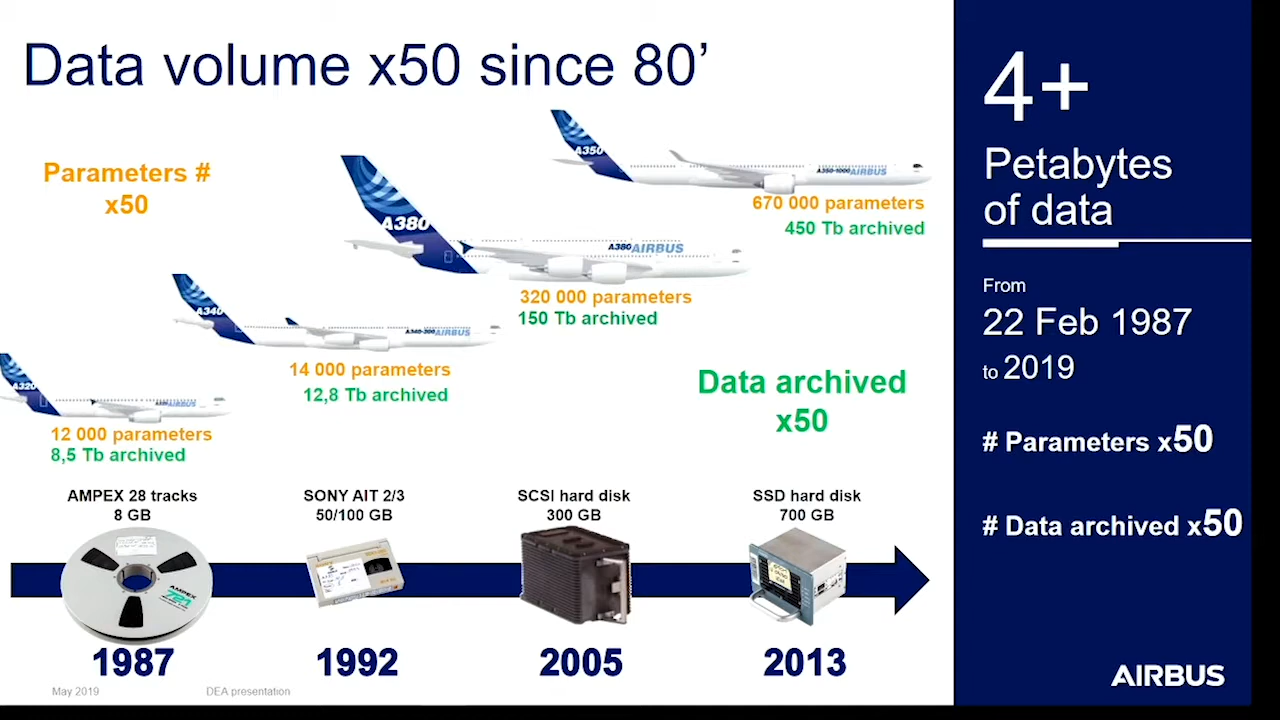 Data volume x50 since 80’
Parameters #
x50
A350
A350-1000 AIRBUS
670 000 parameters
450 Tb archived
A380
A380 AIRBUS
320 000 parameters
150 Tb archived
A340
A340-300 AIRBUS
14 000 parameters
12,8 Tb archived
A320
AIRBUS
12 000 parameters
8,5 Tb archived
Data archived
x50
AMPEX 28 tracks
8 GB
SONY AIT 2/3
50/100 GB
SCSI hard disk
300 GB
SSD hard disk
700 GB
AMPEX
721
1987
1992
2005
2013
May 2019
DEA presentation
4+
Petabytes
of data
From
22 Feb 1987
to 2019
# Parameters x50
# Data archived x50
AIRBUS